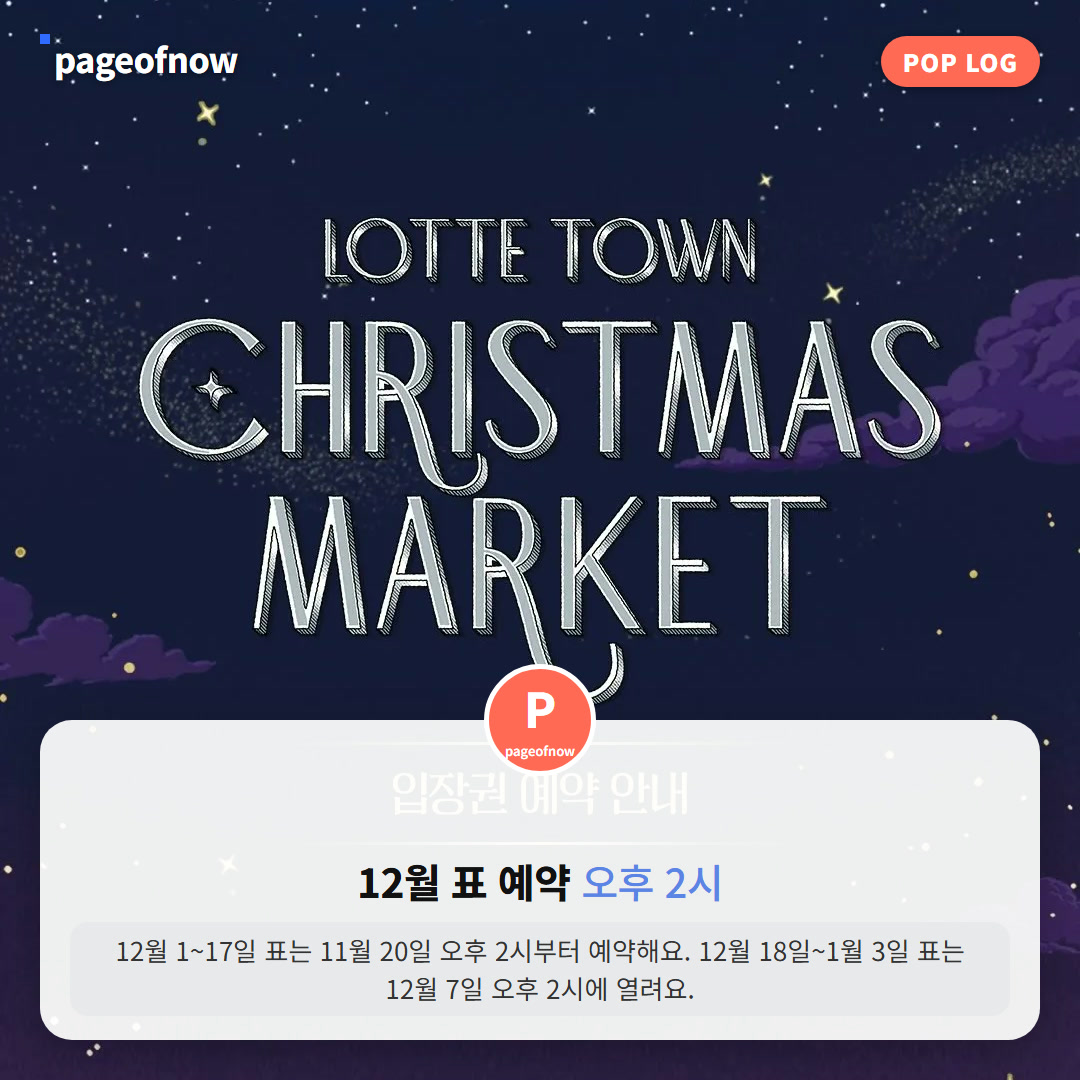 pageofnow
POP LOG
LOTTE TOWN
CHRISTMAS
MARKET
P
pageofnow
입장권 예약 안내
12월 표 예약 오후 2시
12월 1~17일 표는 11월 20일 오후 2시부터 예약해요. 12월 18일~1월 3일 표는
12월 7일 오후 2시에 열려요.